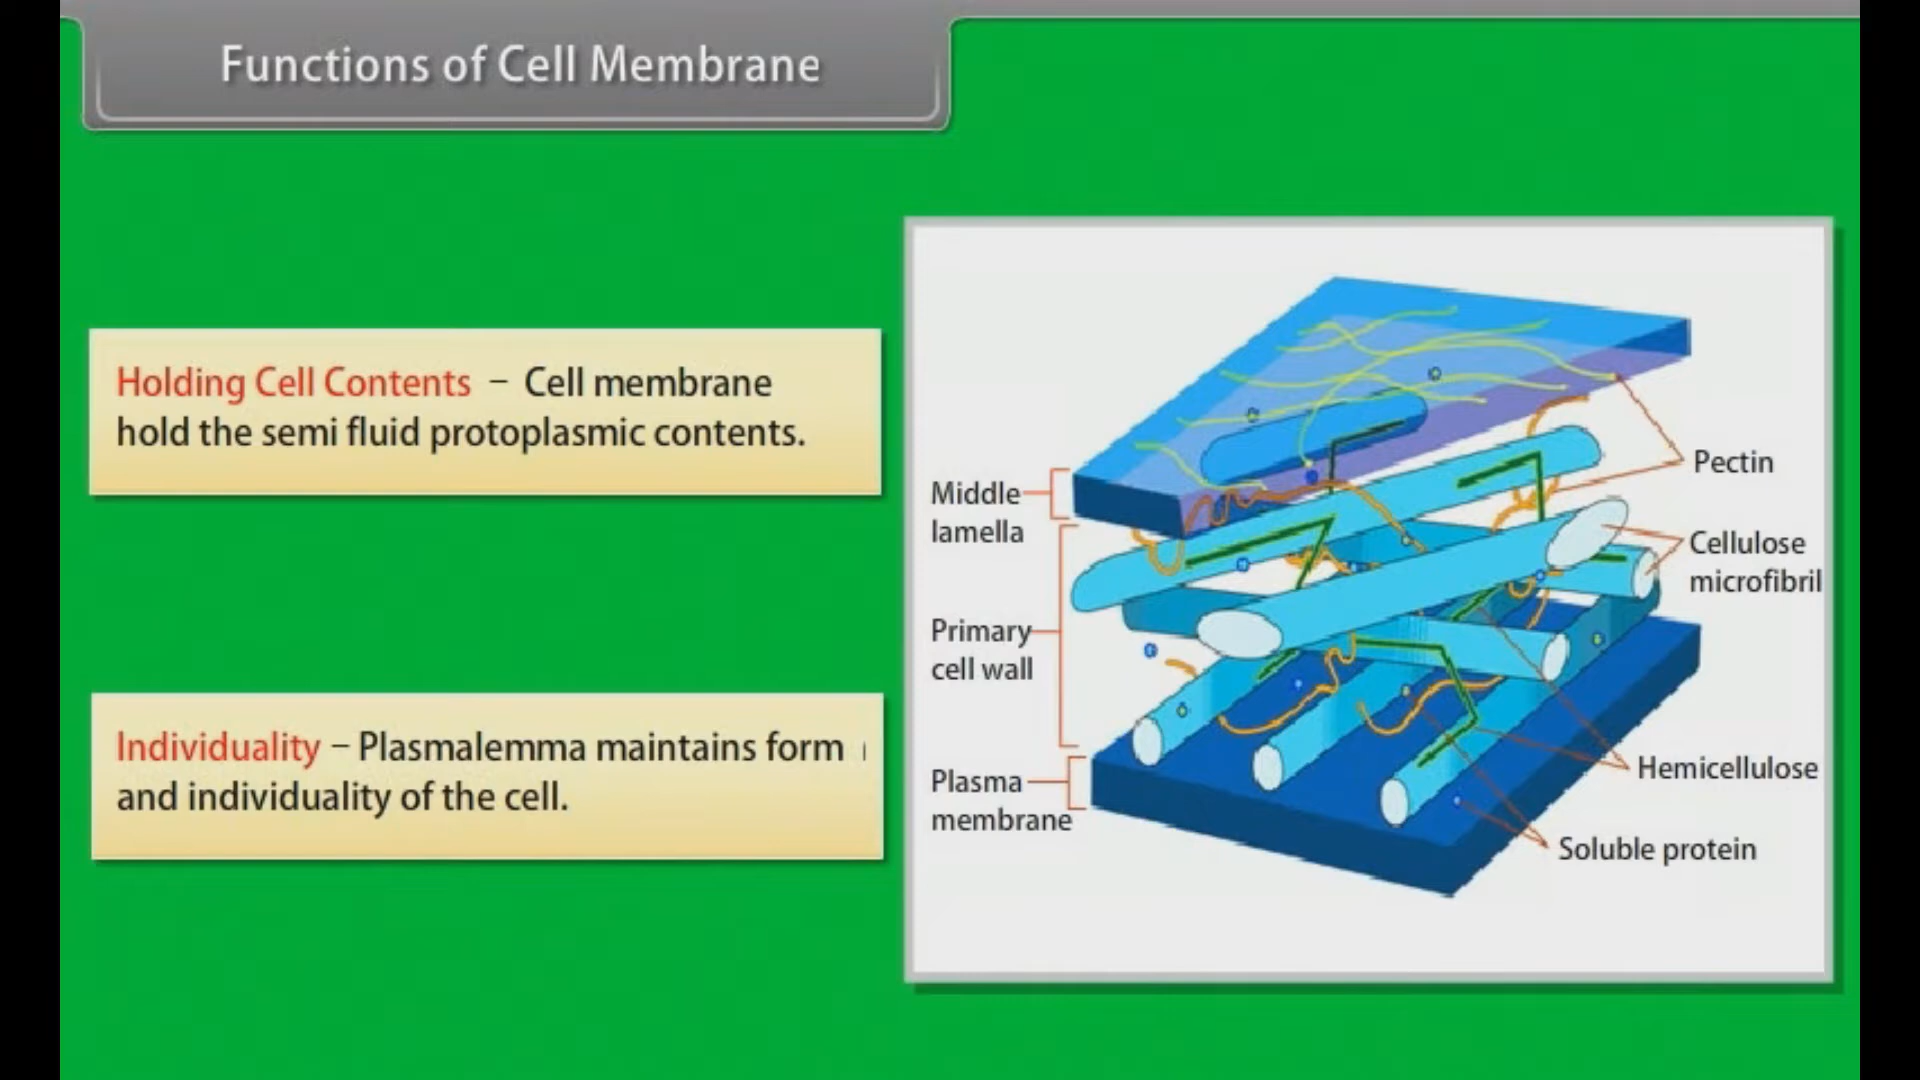 Functions of Cell Membrane
Holding Cell Contents – Cell membrane
hold the semi fluid protoplasmic contents.
Individuality – Plasmalemma maintains form
and individuality of the cell.
Middle
lamella
Primary
cell wall
Plasma
membrane
Pectin
Cellulose
microfibril
Hemicellulose
Soluble protein